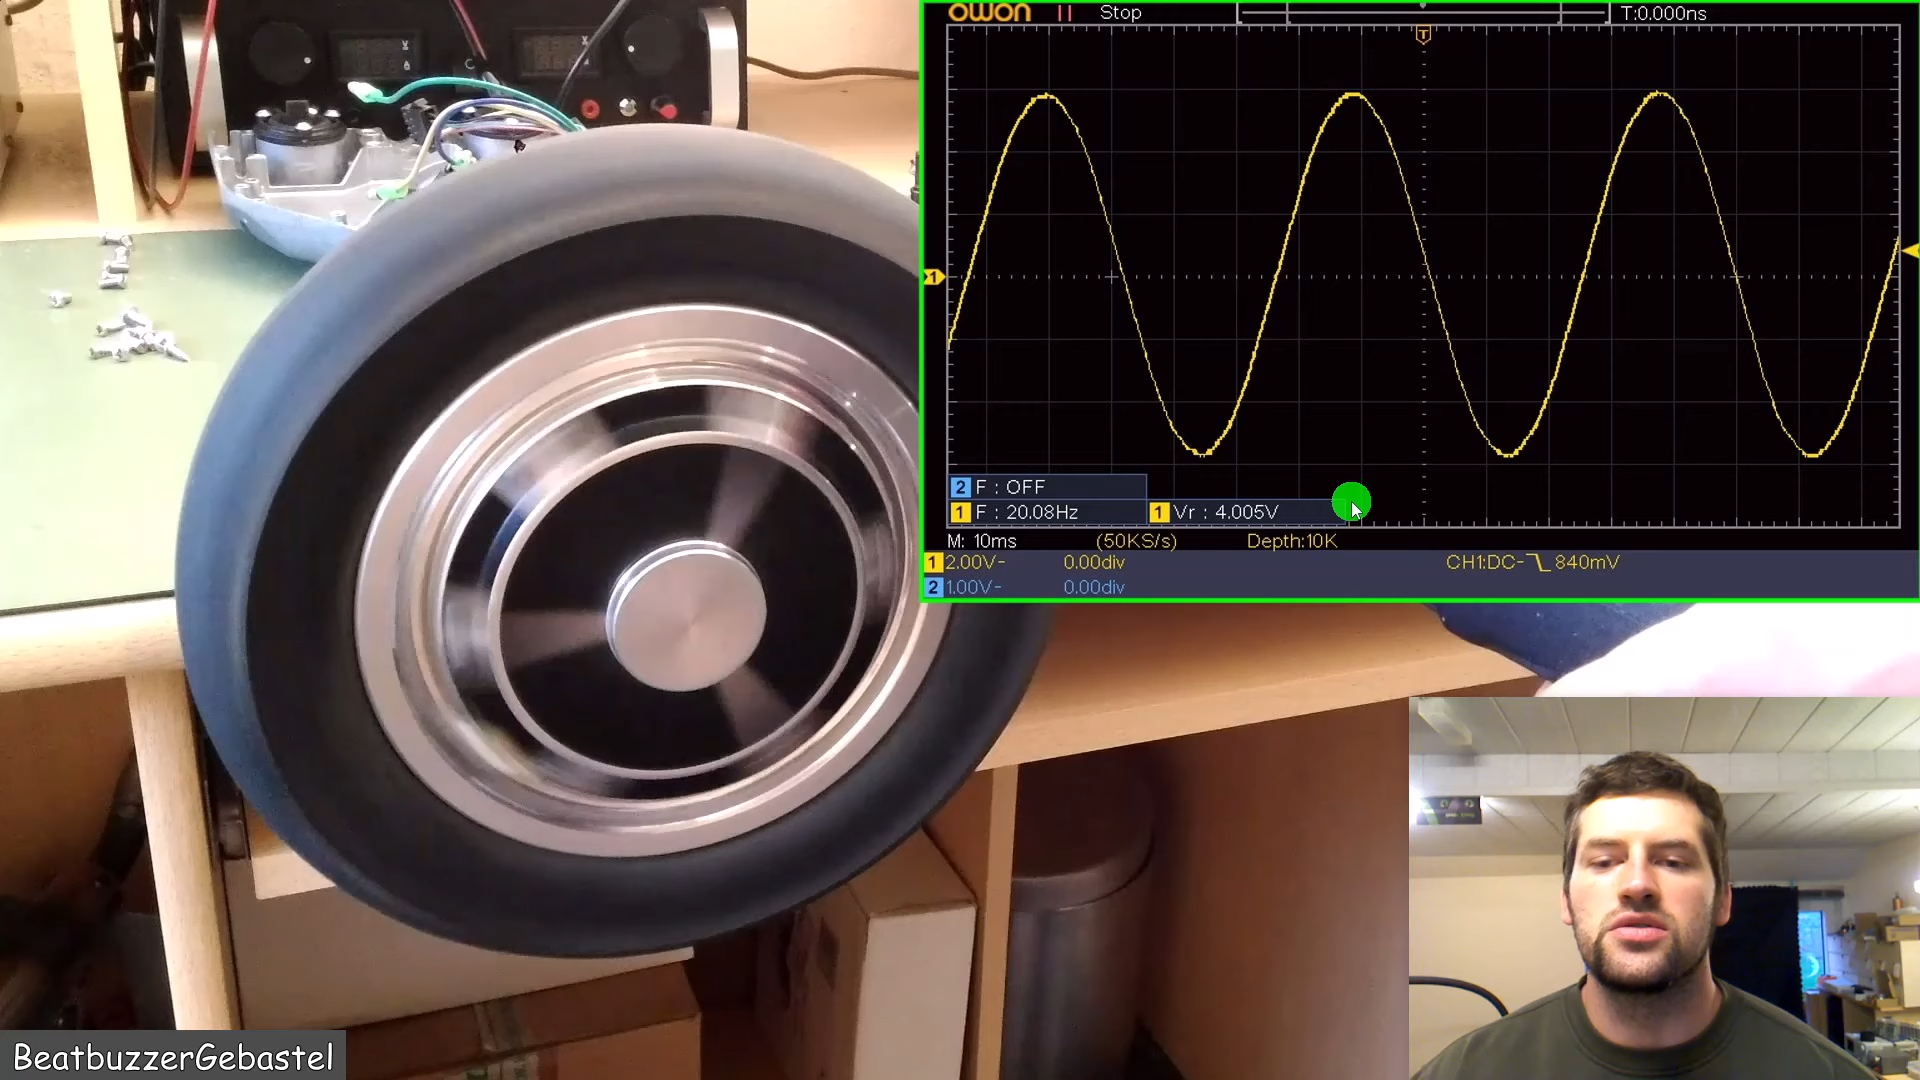 OWON Stop T:0.000ns
T
1
2 F : OFF
1 F : 20.08Hz 1 Vr : 4.005V
M: 10ms (50KS/s) Depth:10K
1 2.00V- 0.00div CH1:DC- 840mV
2 1.00V- 0.00div
BeatbuzzerGebastel